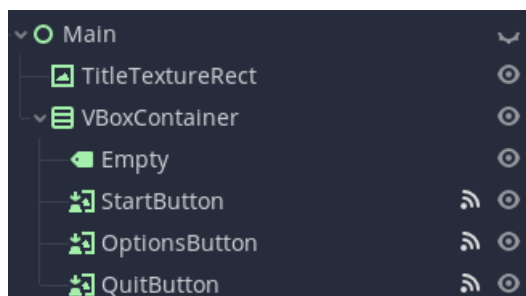 Main
TitleTextureRect
VBoxContainer
Empty
StartButton
OptionsButton
QuitButton